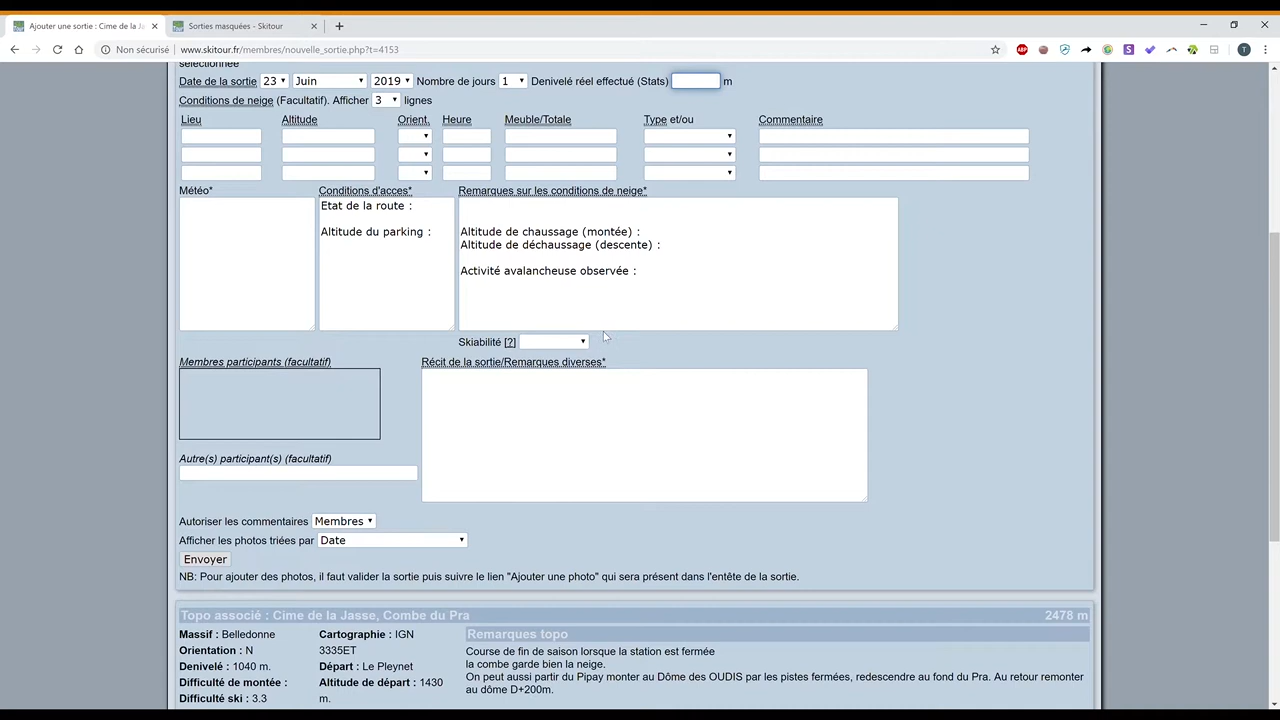 Ajouter une sortie : Cime de la Ja
Sorties masquées - Skitour
Non sécurisé
www.skitour.fr/membres/nouvelle_sortie.php?t=4153
ABP
S
T
sélectionnée
Date de la sortie 23 Juin 2019 Nombre de jours 1 Denivelé réel effectué (Stats) m
Conditions de neige (Facultatif). Afficher 3 lignes
Lieu Altitude Orient. Heure Meuble/Totale Type et/ou Commentaire
Météo* Conditions d'acces* Remarques sur les conditions de neige*
Etat de la route :
Altitude du parking :
Altitude de chaussage (montée) :
Altitude de déchaussage (descente) :
Activité avalancheuse observée :
Skiabilité [?]
Membres participants (facultatif) Récit de la sortie/Remarques diverses*
Autre(s) participant(s) (facultatif)
Autoriser les commentaires Membres
Afficher les photos triées par Date
Envoyer
NB: Pour ajouter des photos, il faut valider la sortie puis suivre le lien "Ajouter une photo" qui sera présent dans l'entête de la sortie.
Topo associé : Cime de la Jasse, Combe du Pra 2478 m
Massif : Belledonne
Orientation : N
Denivelé : 1040 m.
Difficulté de montée :
Difficulté ski : 3.3
Cartographie : IGN
3335ET
Départ : Le Pleynet
Altitude de départ : 1430
m.
Remarques topo
Course de fin de saison lorsque la station est fermée
la combe garde bien la neige.
On peut aussi partir du Pipay monter au Dôme des OUDIS par les pistes fermées, redescendre au fond du Pra. Au retour remonter
au dôme D+200m.